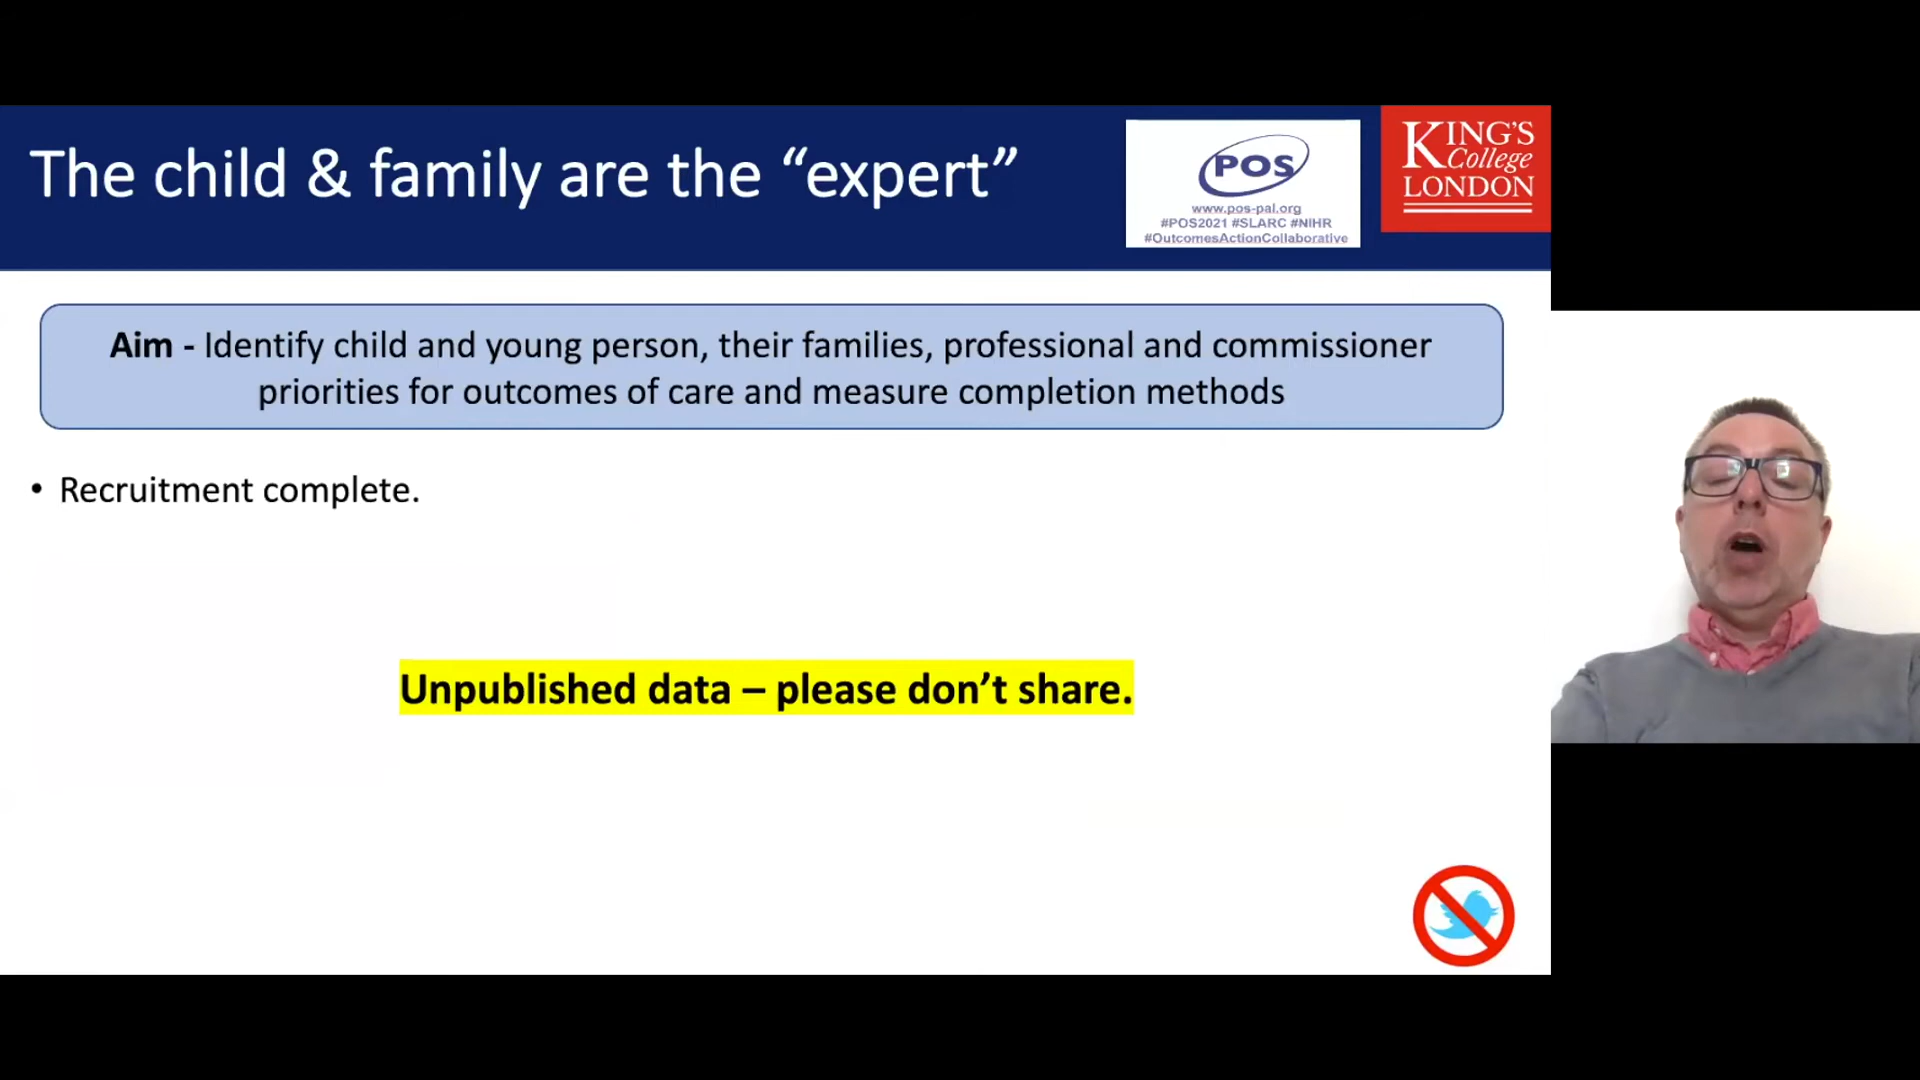 The child & family are the “expert”
POS
www.pos-pal.org
#POS2021 #SLARC #NIHR
#OutcomesActionCollaborative
KING'S
College
LONDON
Aim - Identify child and young person, their families, professional and commissioner
priorities for outcomes of care and measure completion methods
• Recruitment complete.
Unpublished data – please don’t share.